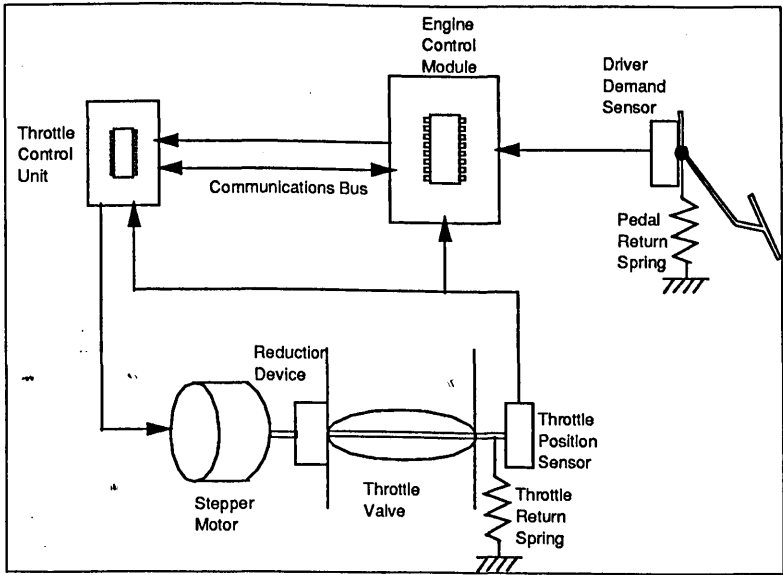 Engine
Control
Module
Driver
Demand
Sensor
Throttle
Control
Unit
Communications Bus
Pedal
Return
Spring
Reduction
Device
Throttle
Position
Sensor
Stepper
Motor
Throttle
Valve
Throttle
Return
Spring